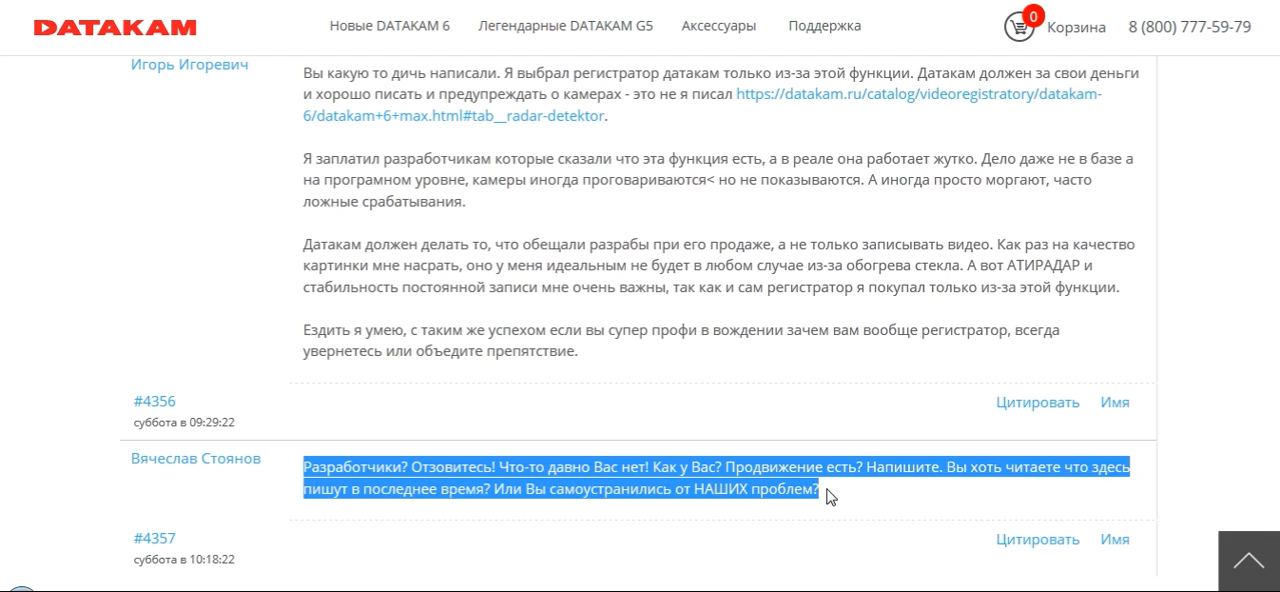 DATAKAM
Новые DATAKAM 6 Легендарные DATAKAM G5 Аксессуары Поддержка 0 Корзина 8 (800) 777-59-79
Игорь Игоревич
Вы какую то дичь написали. Я выбрал регистратор датакам только из-за этой функции. Датакам должен за свои деньги
и хорошо писать и предупреждать о камерах - это не я писал https://datakam.ru/catalog/videoregistratory/datakam-
6/datakam+6+max.html#tab__radar-detektor.
Я заплатил разработчикам которые сказали что эта функция есть, а в реале она работает жутко. Дело даже не в базе а
на програмном уровне, камеры иногда проговариваются< но не показываются. А иногда просто моргают, часто
ложные срабатывания.
Датакам должен делать то, что обещали разрабы при его продаже, а не только записывать видео. Как раз на качество
картинки мне насрать, оно у меня идеальным не будет в любом случае из-за обогрева стекла. А вот АТИРАДАР и
стабильность постоянной записи мне очень важны, так как и сам регистратор я покупал только из-за этой функции.
Ездить я умею, с таким же успехом если вы супер профи в вождении зачем вам вообще регистратор, всегда
увернетесь или объедите препятствие.
#4356
Цитировать Имя
суббота в 09:29:22
Вячеслав Стоянов
Разработчики? Отзовитесь! Что-то давно Вас нет! Как у Вас? Продвижение есть? Напишите. Вы хоть читаете что здесь
пишут в последнее время? Или Вы самоустранились от НАШИХ проблем?
#4357
Цитировать Имя
суббота в 10:18:22